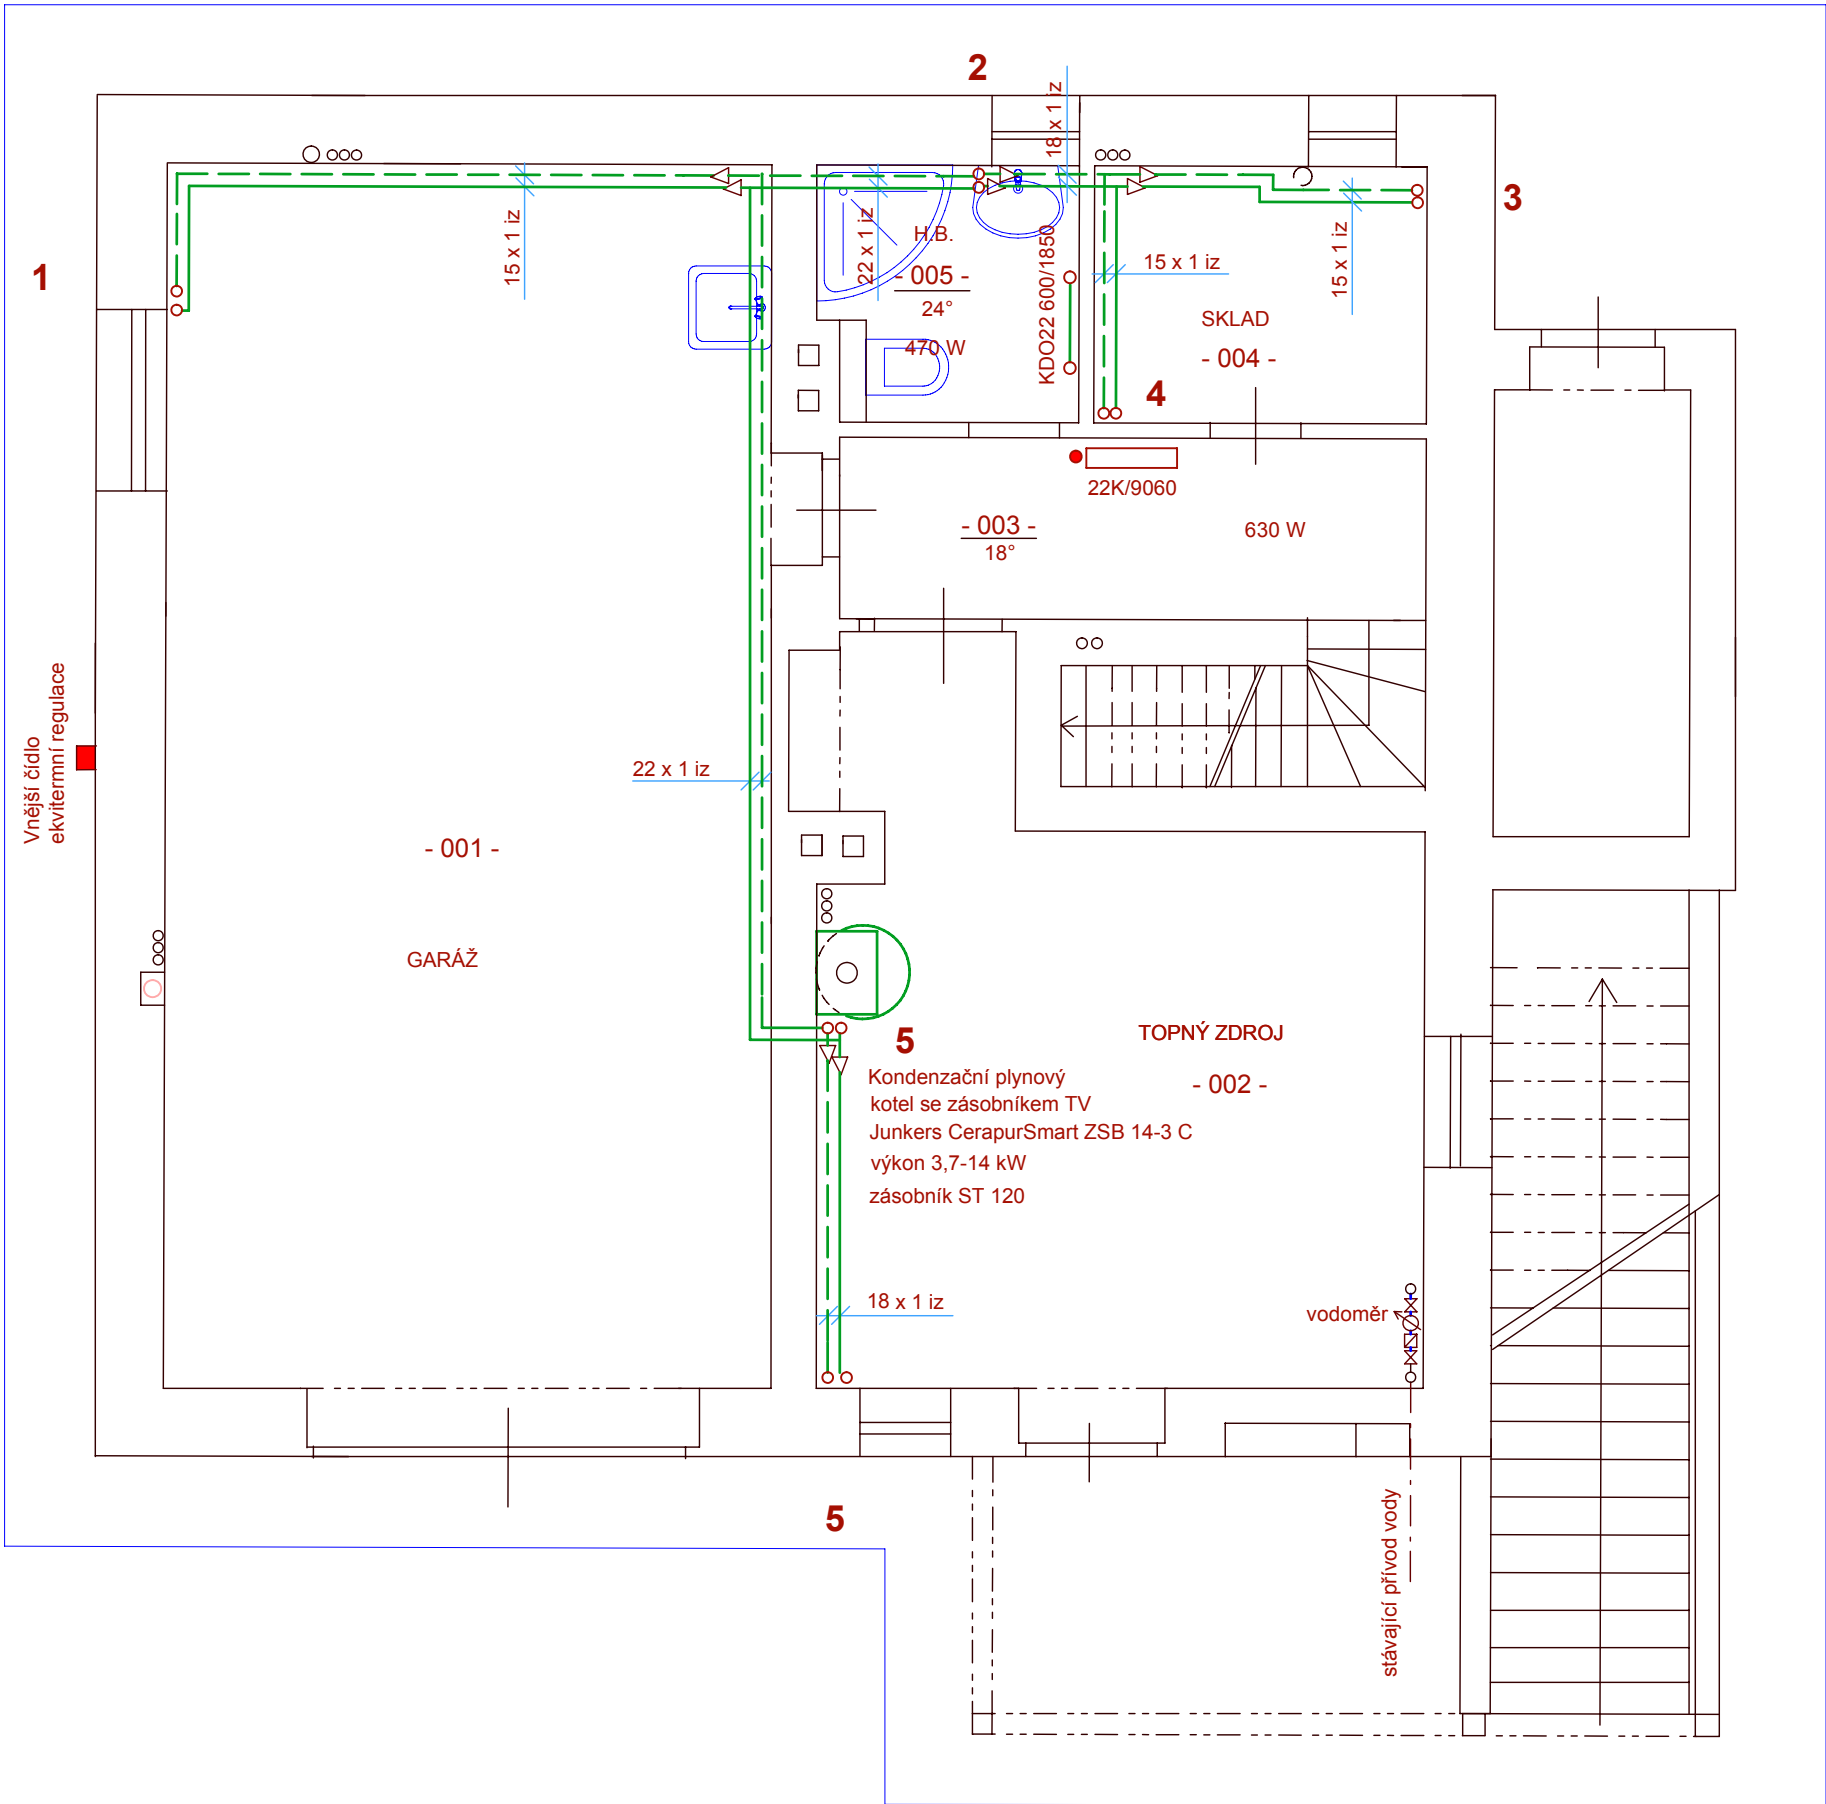 2
18 x 1 iz
3
1
15 x 1 iz
22 x 1 iz
H.B.
- 005 -
24°
470 W
KDO22 600/1850
15 x 1 iz
15 x 1 iz
SKLAD
- 004 -
4
22K/9060
- 003 -
18°
630 W
Vnější čídlo
ekvitermní regulace
22 x 1 iz
- 001 -
GARÁŽ
5
TOPNÝ ZDROJ
- 002 -
Kondenzační plynový
kotel se zásobníkem TV
Junkers CerapurSmart ZSB 14-3 C
výkon 3,7-14 kW
zásobník ST 120
18 x 1 iz
vodoměr
5
stávající přívod vody